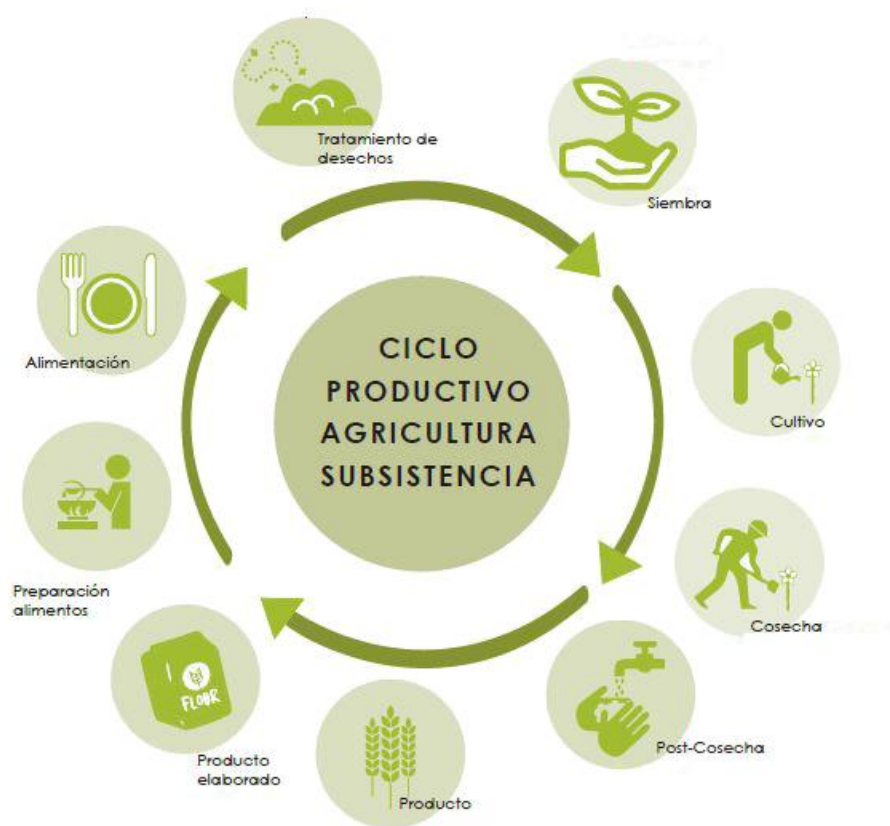 Tratamiento de
desechos
Siembra
Alimentación
CICLO
PRODUCTIVO
AGRICULTURA
SUBSISTENCIA
Cultivo
Preparación
alimentos
Cosecha
FLOUR
Post-Cosecha
Producto
elaborado
Producto